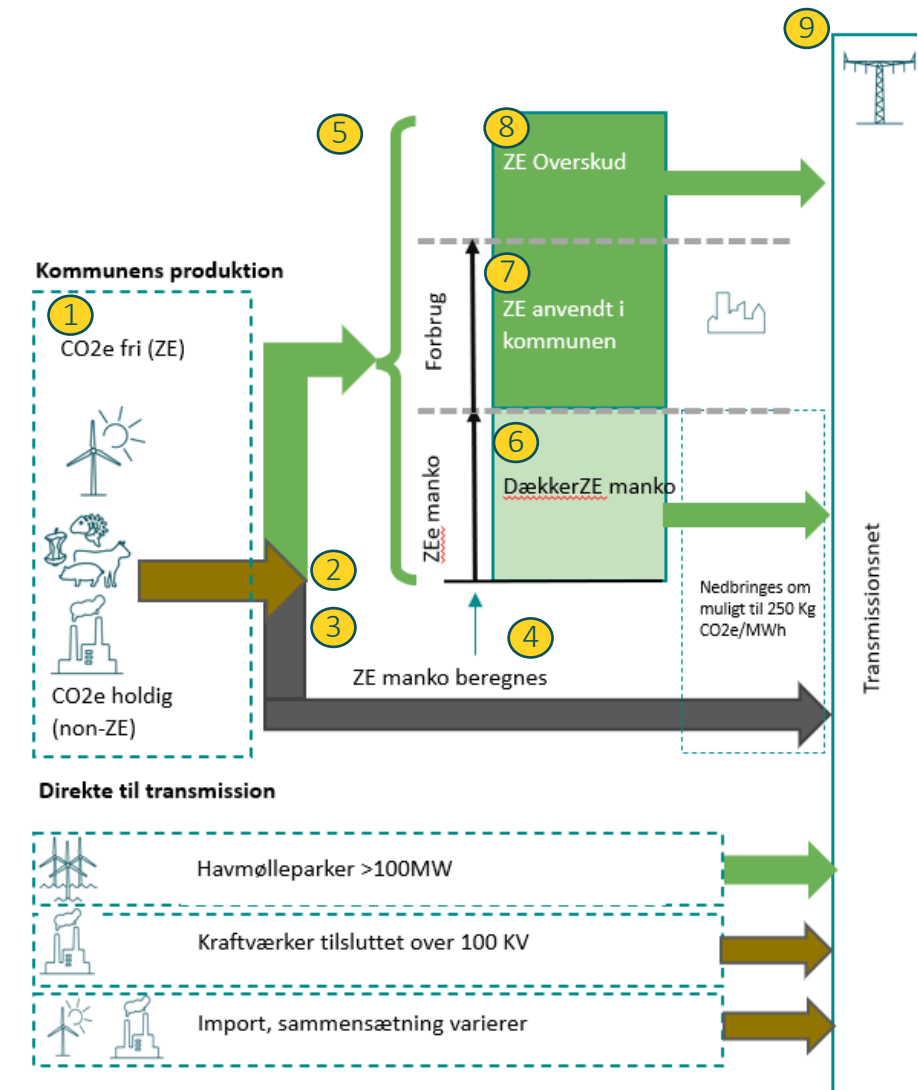 9
5
8
ZE Overskud
Kommunens produktion
1
CO2e fri (ZE)
Forbrug
7
ZE anvendt i
kommunen
6
ZEe manko
DækkerZE manko
2
3
4
ZE manko beregnes
Nedbringes om
muligt til 250 Kg
CO2e/MWh
Transmissionsnet
CO2e holdig
(non-ZE)
Direkte til transmission
Havmølleparker >100MW
Kraftværker tilsluttet over 100 KV
Import, sammensætning varierer